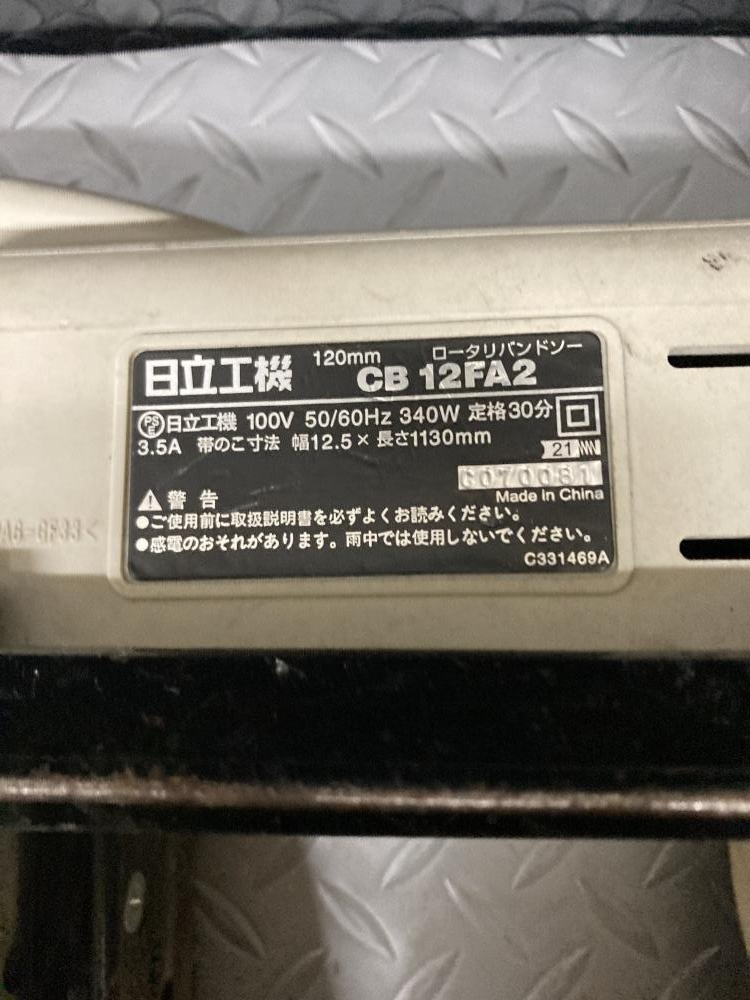 120mm ロータリバンドソー
日立工機 CB 12FA2
PSE 日立工機 100V 50/60Hz 340W 定格30分
3.5A 帯のこ寸法 幅12.5×長さ1130mm
21
C070081
Made in China
警告
●ご使用前に取扱説明書を必ずよくお読みください。
●感電のおそれがあります。雨中では使用しないでください。
C331469A
GF33<